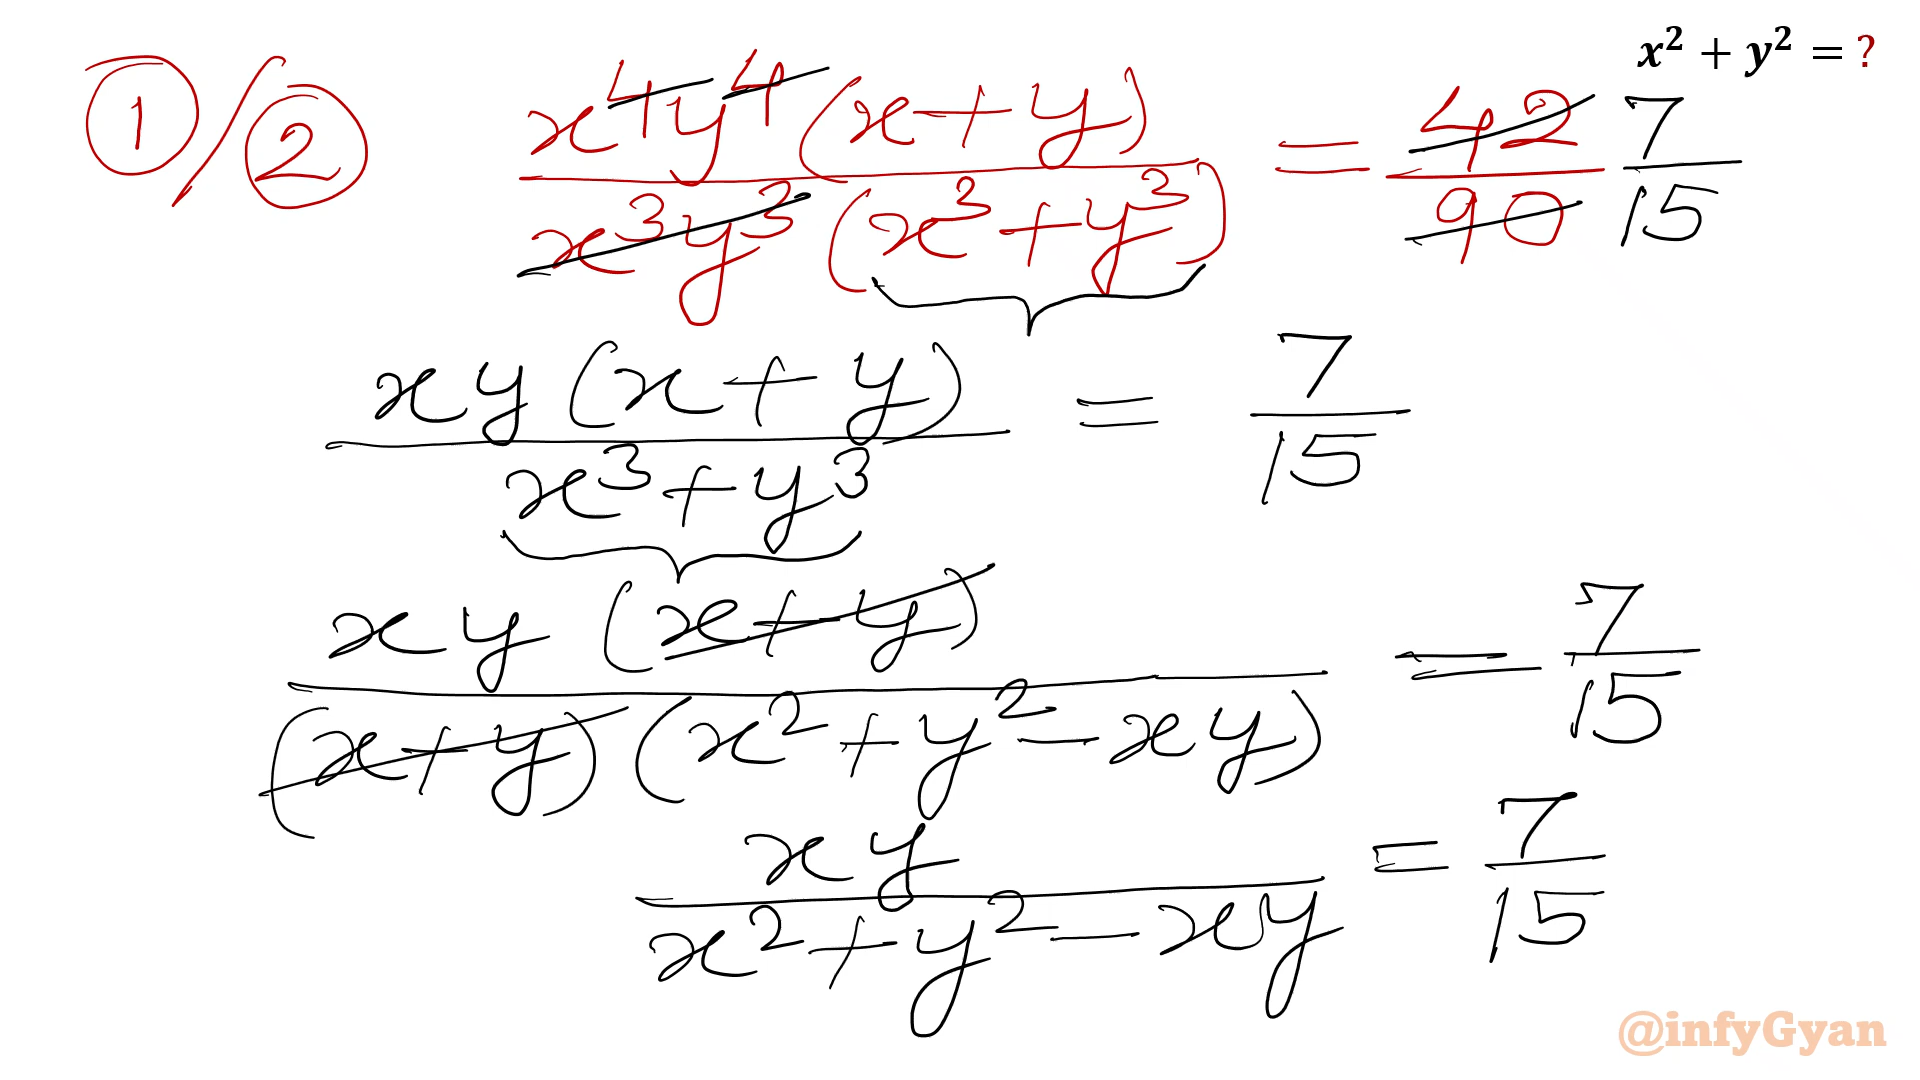 x² + y² = ?
① / ② x⁴y⁴(x+y) / x³y³(x³+y³) = 42/90 7/15
xy(x+y) / x³+y³ = 7/15
xy(x+y) / (x+y)(x²+y²-xy) = 7/15
xy / x²+y²-xy = 7/15
@infyGyan